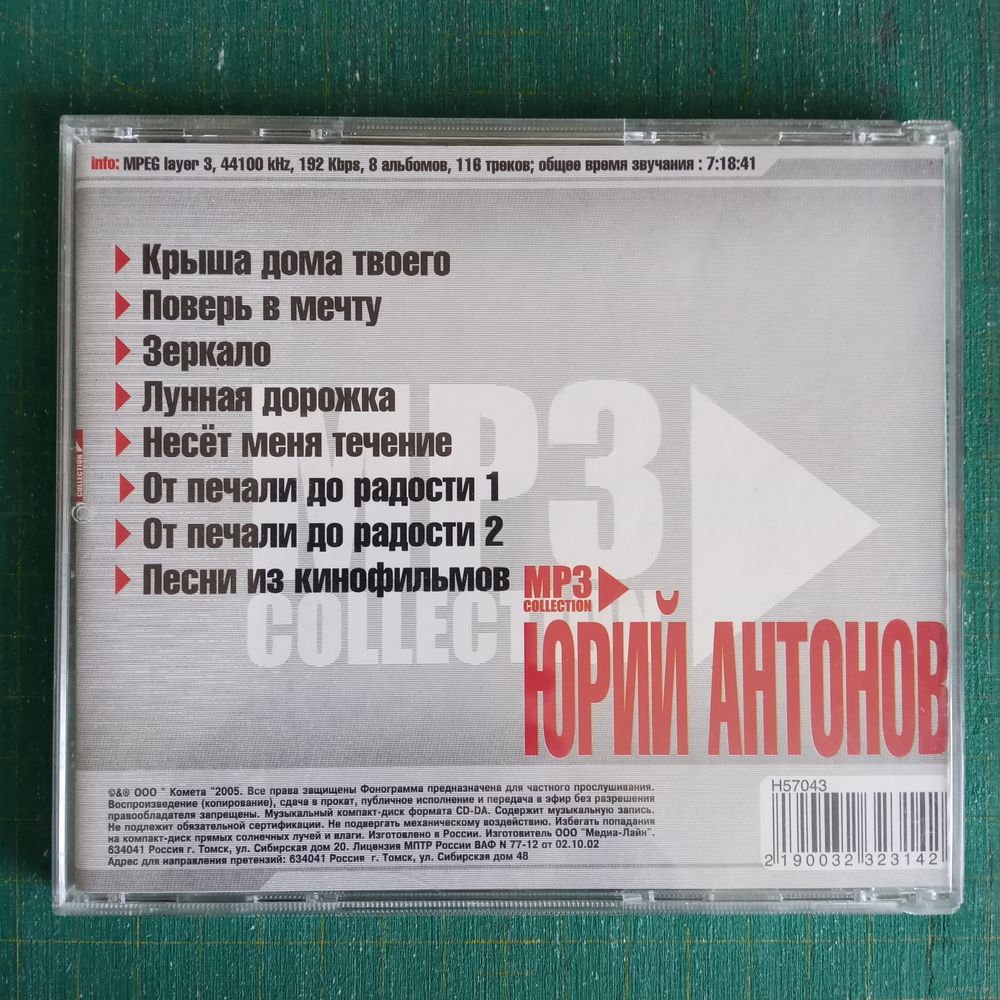 info: MPEG layer 3, 44100 kHz, 192 Kbps, 8 альбомов, 116 треков; общее время звучания : 7:18:41
Крыша дома твоего
Поверь в мечту
Зеркало
Лунная дорожка
Несёт меня течение
От печали до радости 1
От печали до радости 2
Песни из кинофильмов
MP3
COLLECTION
MP3
COLLECTION
ЮРИЙ АНТОНОВ
COLLECTION
©&® ООО " Комета "2005. Все права защищены Фонограмма предназначена для частного прослушивания.
Воспроизведение (копирование), сдача в прокат, публичное исполнение и передача в эфир без разрешения
правообладателя запрещены. Музыкальный компакт-диск формата CD-DA. Содержит музыкальную запись.
Не подлежит обязательной сертификации. Не подвергать механическому воздействию. Избегать попадания
на компакт-диск прямых солнечных лучей и влаги. Изготовлено в России. Изготовитель ООО "Медиа-Лайн".
634041 Россия г. Томск, ул. Сибирская дом 20. Лицензия МПТР России ВАФ N 77-12 от 02.10.02
Адрес для направления претензий: 634041 Россия г. Томск, ул. Сибирская дом 48
H57043
2 190032 323142